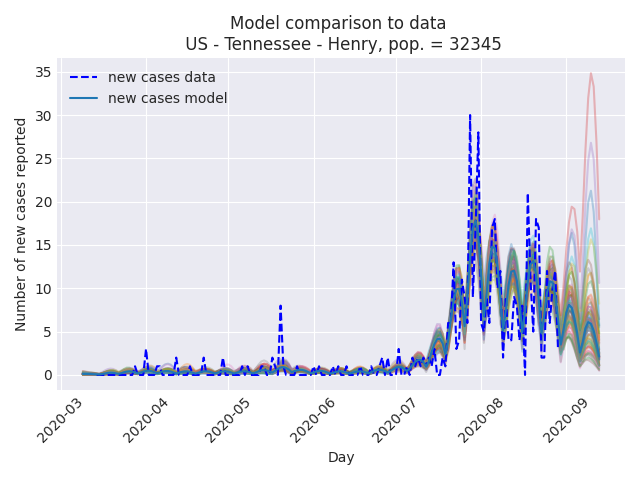 Model comparison to data
US - Tennessee - Henry, pop. = 32345
new cases data
new cases model
Number of new cases reported
35
30
25
20
15
10
5
0
2020-03
2020-04
2020-05
2020-06
2020-07
2020-08
2020-09
Day